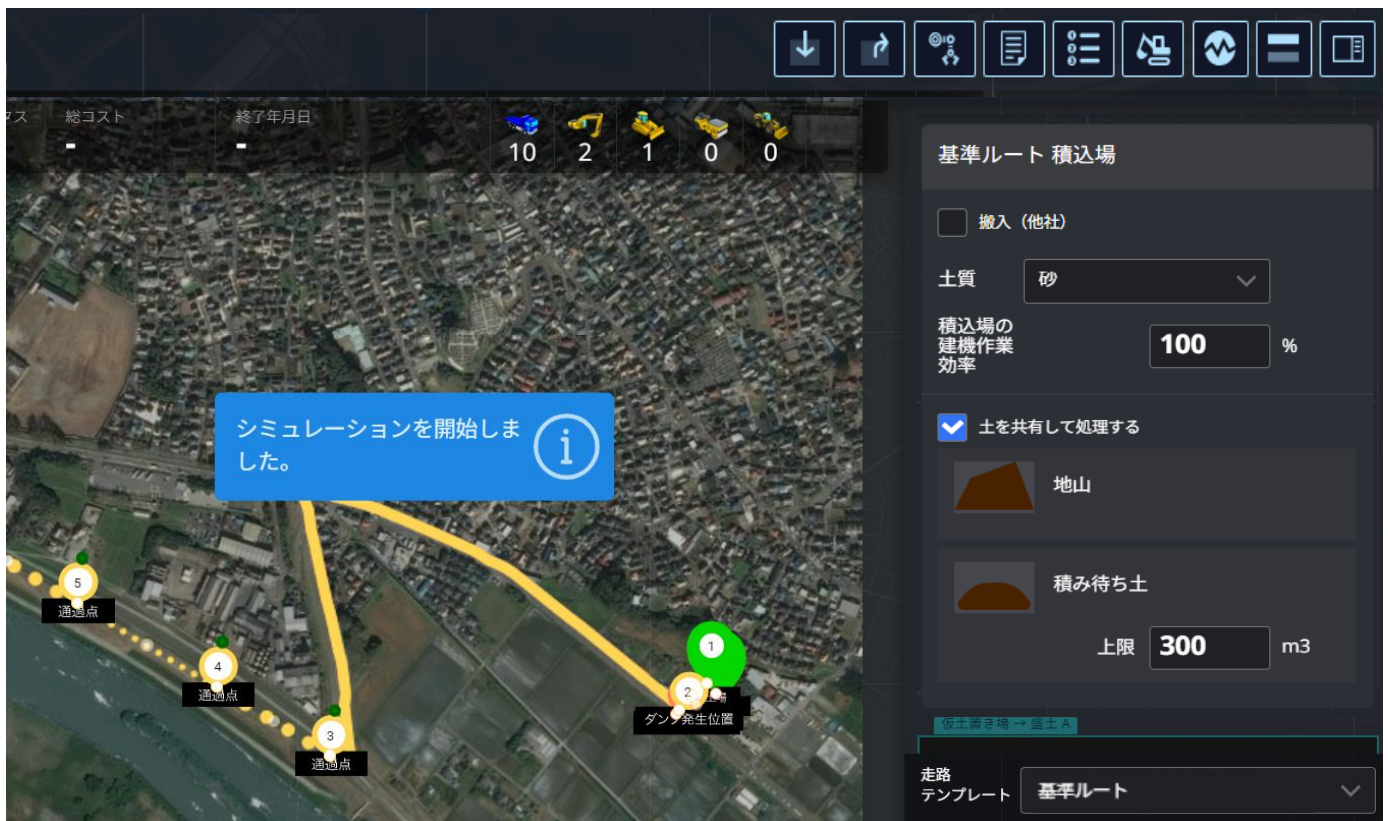 総コスト
終了年月日
-
-
10
2
1
0
0
基準ルート 積込場
搬入（他社）
土質
砂
積込場の
建機作業
効率
100
%
シミュレーションを開始しま
した。
土を共有して処理する
地山
積み待ち土
上限
300
m3
5
通過点
4
通過点
3
通過点
1
2
ダンプ発生位置
仮土置き場 → 盛土 A
走路
テンプレート
基準ルート